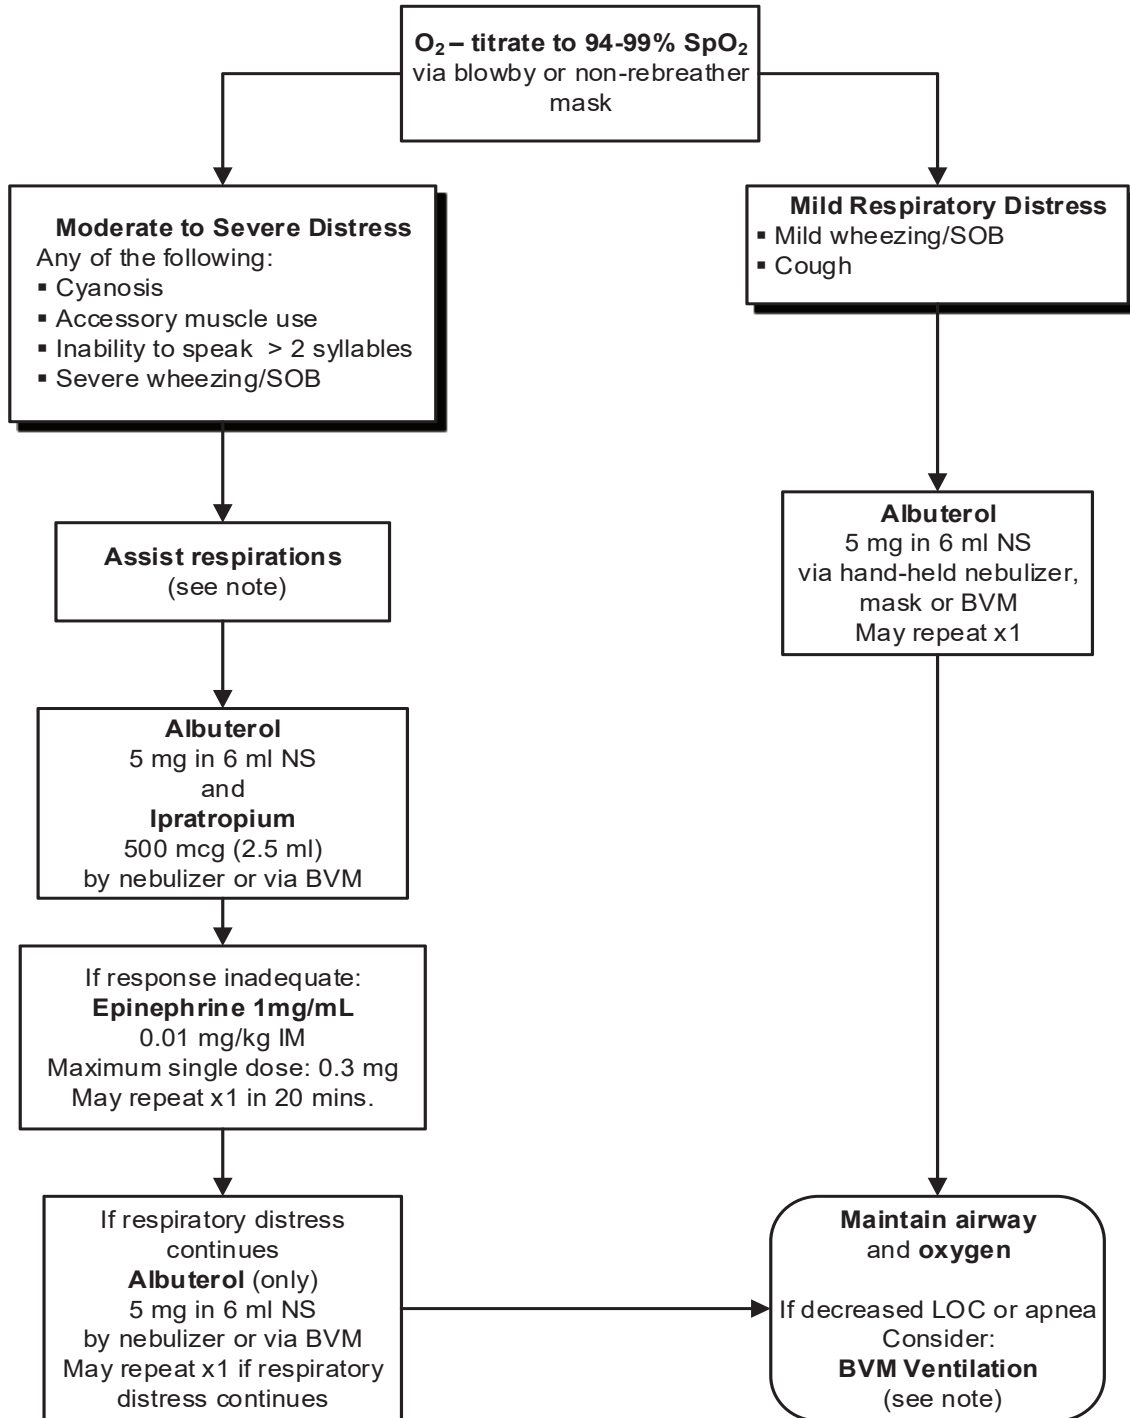 O₂ – titrate to 94-99% SpO₂
via blowby or non-rebreather
mask
Moderate to Severe Distress
Any of the following:
▪ Cyanosis
▪ Accessory muscle use
▪ Inability to speak > 2 syllables
▪ Severe wheezing/SOB
Mild Respiratory Distress
▪ Mild wheezing/SOB
▪ Cough
Assist respirations
(see note)
Albuterol
5 mg in 6 ml NS
via hand-held nebulizer,
mask or BVM
May repeat x1
Albuterol
5 mg in 6 ml NS
and
Ipratropium
500 mcg (2.5 ml)
by nebulizer or via BVM
If response inadequate:
Epinephrine 1mg/mL
0.01 mg/kg IM
Maximum single dose: 0.3 mg
May repeat x1 in 20 mins.
If respiratory distress
continues
Albuterol (only)
5 mg in 6 ml NS
by nebulizer or via BVM
May repeat x1 if respiratory
distress continues
Maintain airway
and oxygen
If decreased LOC or apnea
Consider:
BVM Ventilation
(see note)